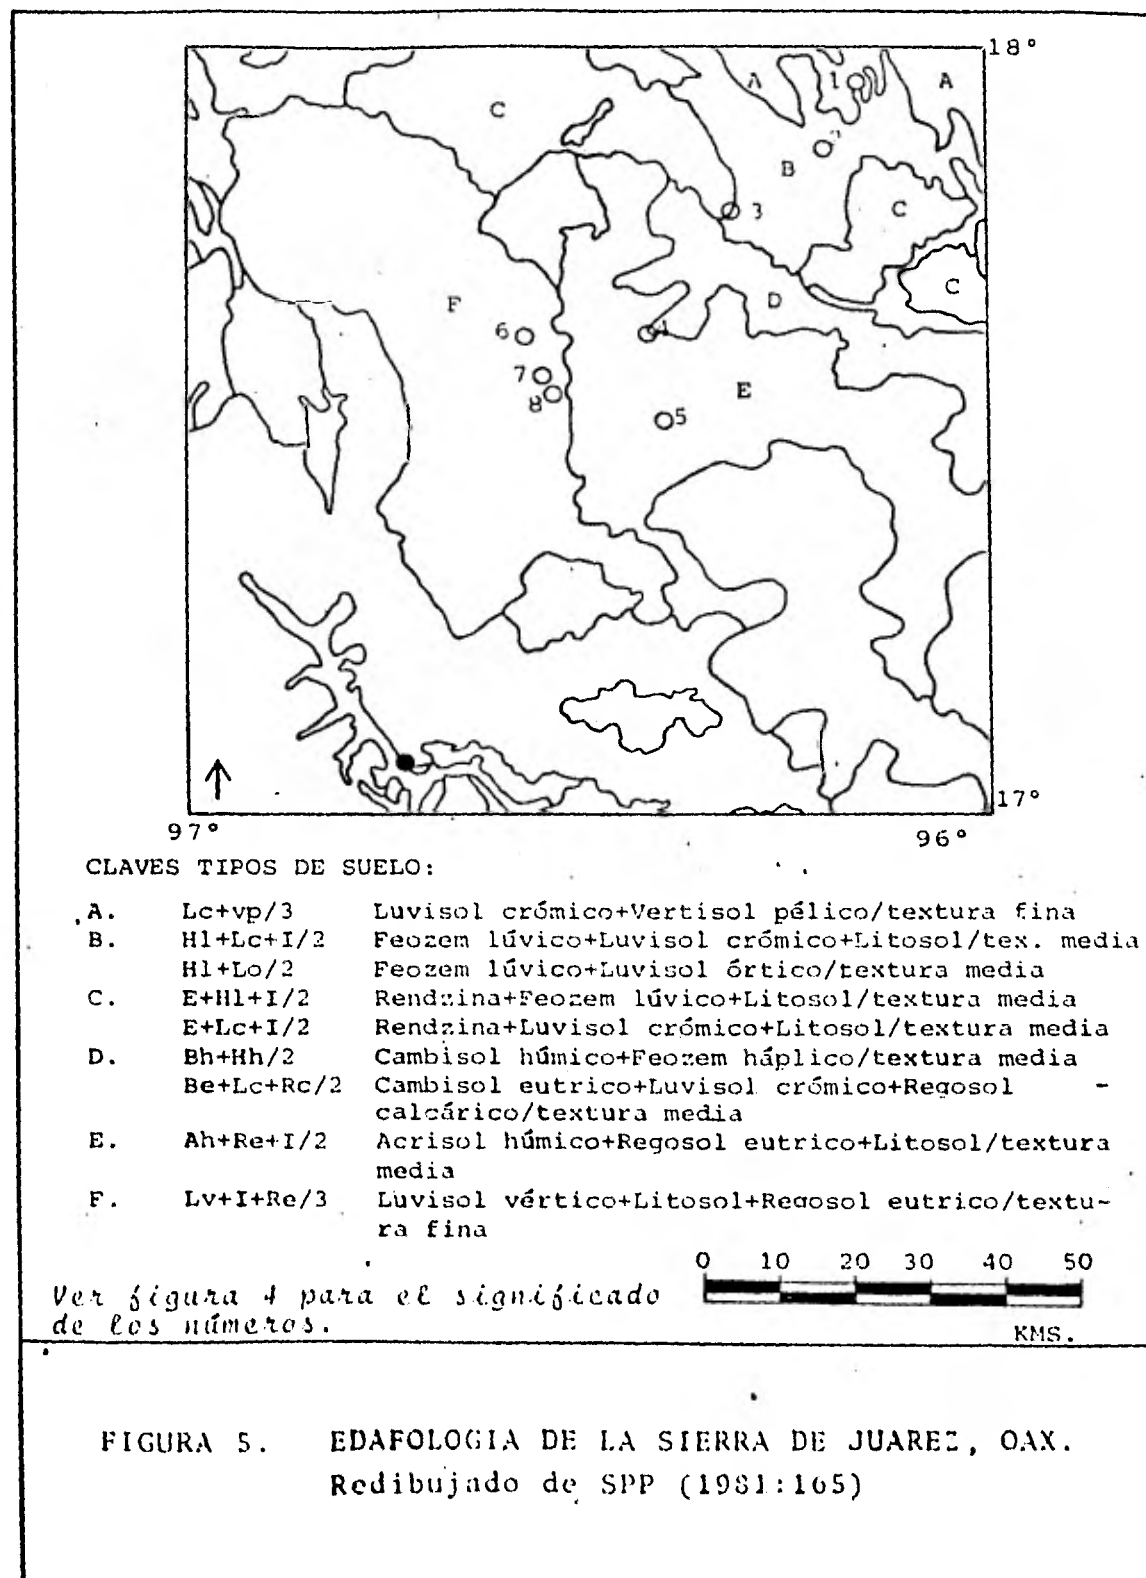 18°
A
1
A
C
2
B
3
C
C
D
F
6
4
7
8
E
5
17°
97°
96°
CLAVES TIPOS DE SUELO:
A. Lc+vp/3 Luvisol crómico+Vertisol pélico/textura fina
B. Hl+Lc+I/2 Feozem lúvico+Luvisol crómico+Litosol/tex. media
Hl+Lo/2 Feozem lúvico+Luvisol órtico/textura media
C. E+Hl+I/2 Rendzina+Feozem lúvico+Litosol/textura media
E+Lc+I/2 Rendzina+Luvisol crómico+Litosol/textura media
D. Bh+Hh/2 Cambisol húmico+Feozem háplico/textura media
Be+Lc+Rc/2 Cambisol eutrico+Luvisol crómico+Regosol -
calcárico/textura media
E. Ah+Re+I/2 Acrisol húmico+Regosol eutrico+Litosol/textura
media
F. Lv+I+Re/3 Luvisol vértico+Litosol+Regosol eutrico/textu-
ra fina
0 10 20 30 40 50
KMS.
Ver figura 4 para el significado
de los números.
FIGURA 5. EDAFOLOGIA DE LA SIERRA DE JUAREZ, OAX.
Redibujado de SPP (1981:165)